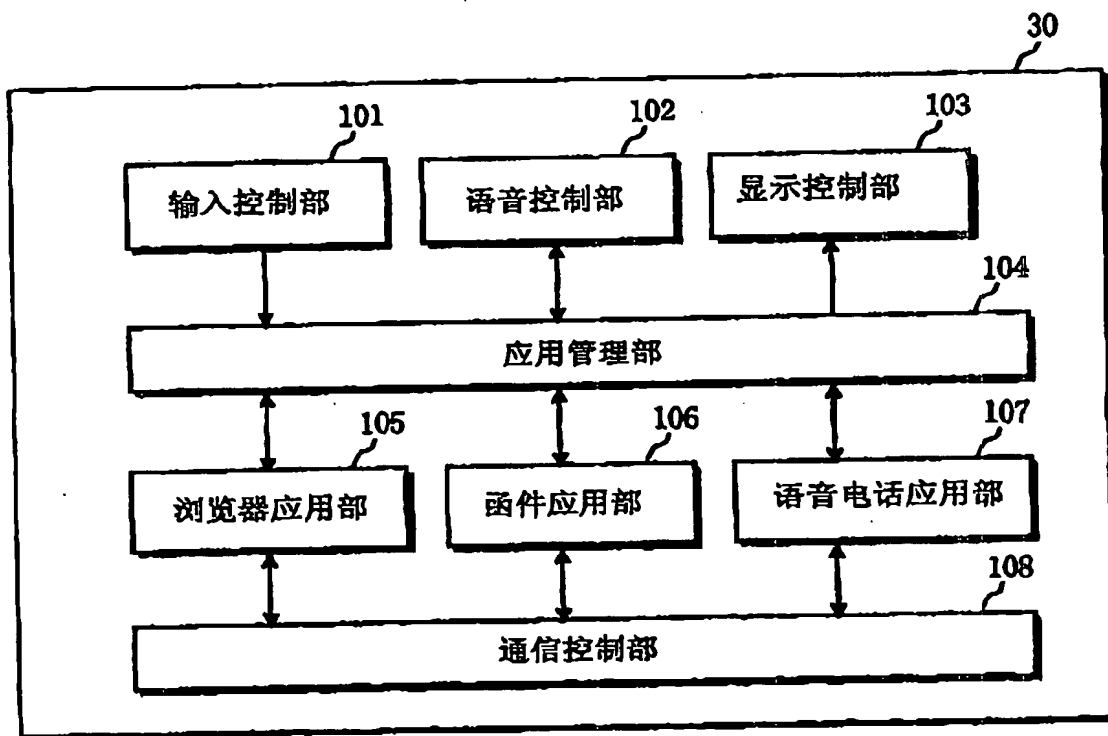 30
101
102
103
输入控制部
语音控制部
显示控制部
104
应用管理部
105
106
107
浏览器应用部
函件应用部
语音电话应用部
108
通信控制部